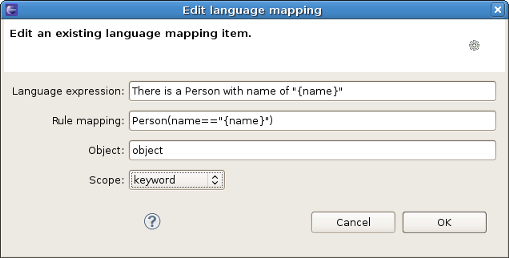 Edit language mapping
Edit an existing language mapping item.
Language expression: There is a Person with name of "{name}"
Rule mapping: Person(name=="{name}")
Object: object
Scope: keyword
? Cancel OK